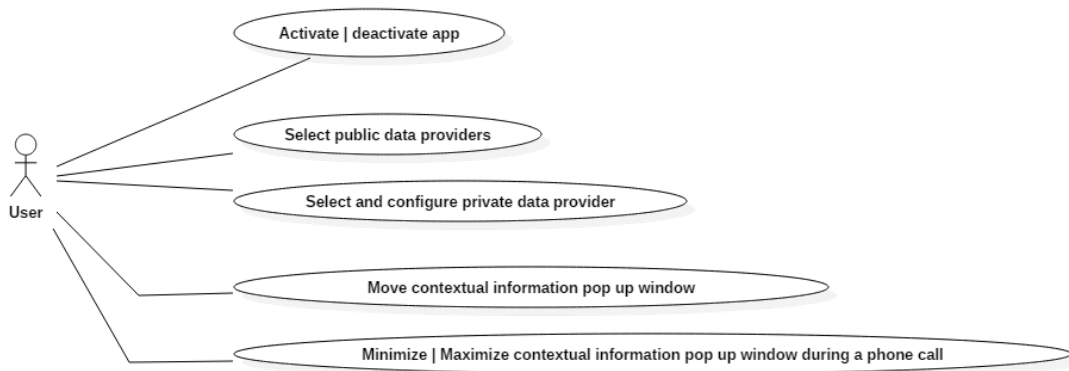 Activate | deactivate app
Select public data providers
Select and configure private data provider
User
Move contextual information pop up window
Minimize | Maximize contextual information pop up window during a phone call